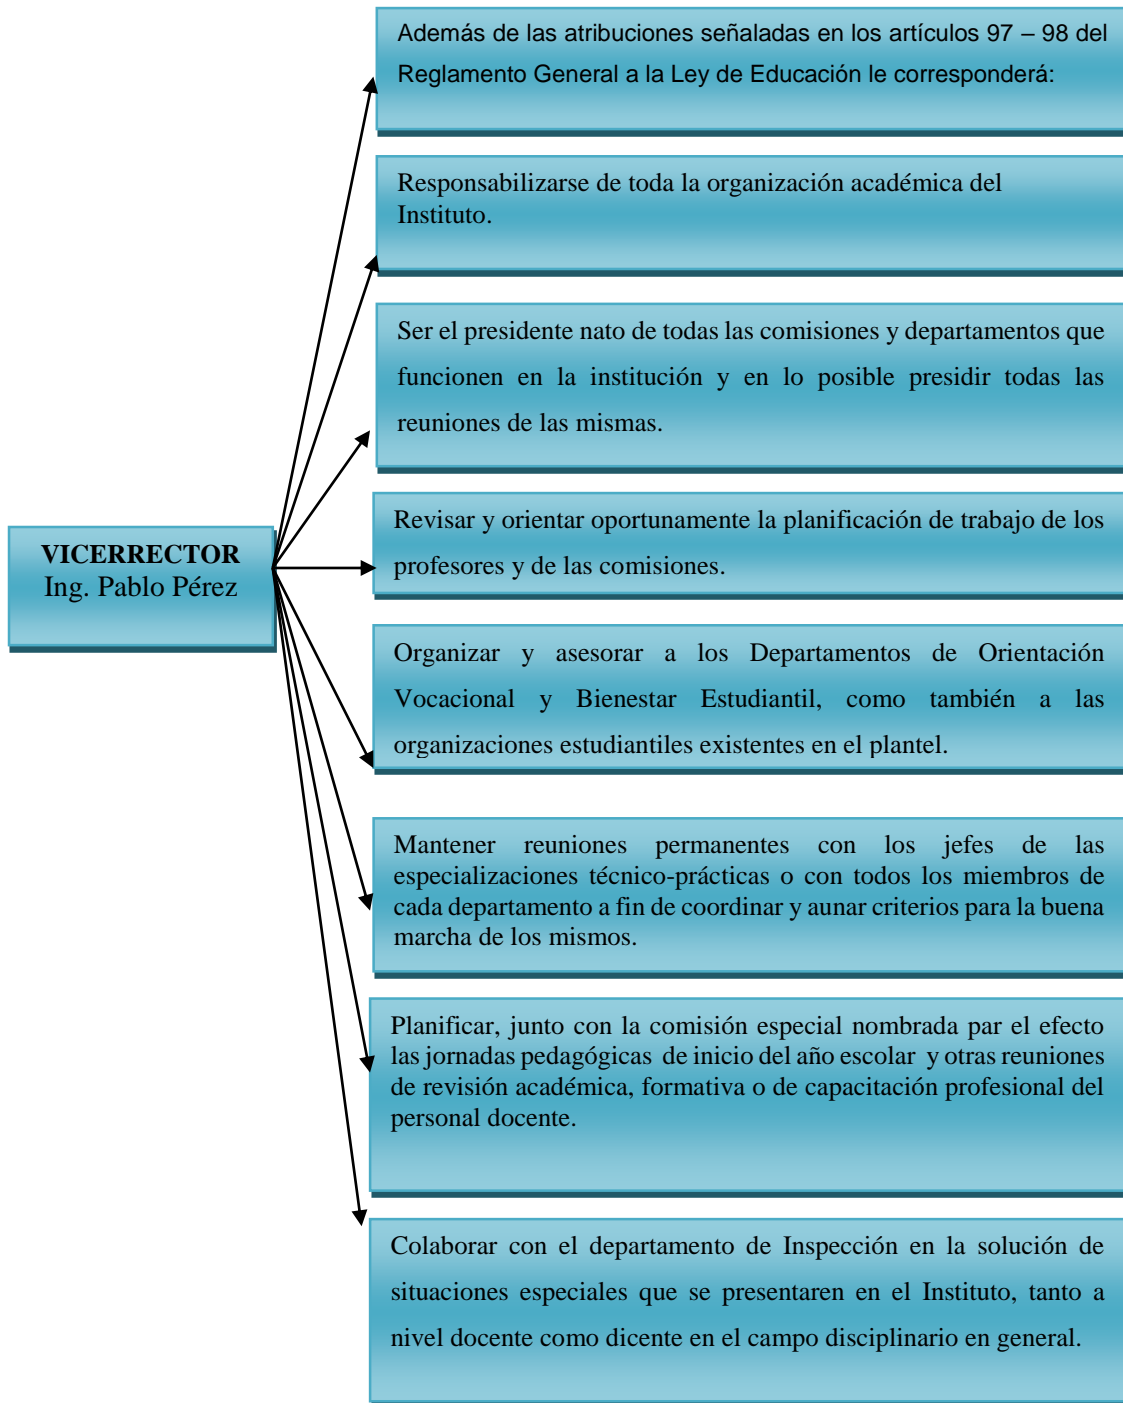 Además de las atribuciones señaladas en los artículos 97 – 98 del
Reglamento General a la Ley de Educación le corresponderá:
Responsabilizarse de toda la organización académica del
Instituto.
Ser el presidente nato de todas las comisiones y departamentos que
funcionen en la institución y en lo posible presidir todas las
reuniones de las mismas.
Revisar y orientar oportunamente la planificación de trabajo de los
profesores y de las comisiones.
VICERRECTOR
Ing. Pablo Pérez
Organizar y asesorar a los Departamentos de Orientación
Vocacional y Bienestar Estudiantil, como también a las
organizaciones estudiantiles existentes en el plantel.
Mantener reuniones permanentes con los jefes de las
especializaciones técnico-prácticas o con todos los miembros de
cada departamento a fin de coordinar y aunar criterios para la buena
marcha de los mismos.
Planificar, junto con la comisión especial nombrada par el efecto
las jornadas pedagógicas de inicio del año escolar y otras reuniones
de revisión académica, formativa o de capacitación profesional del
personal docente.
Colaborar con el departamento de Inspección en la solución de
situaciones especiales que se presentaren en el Instituto, tanto a
nivel docente como dicente en el campo disciplinario en general.